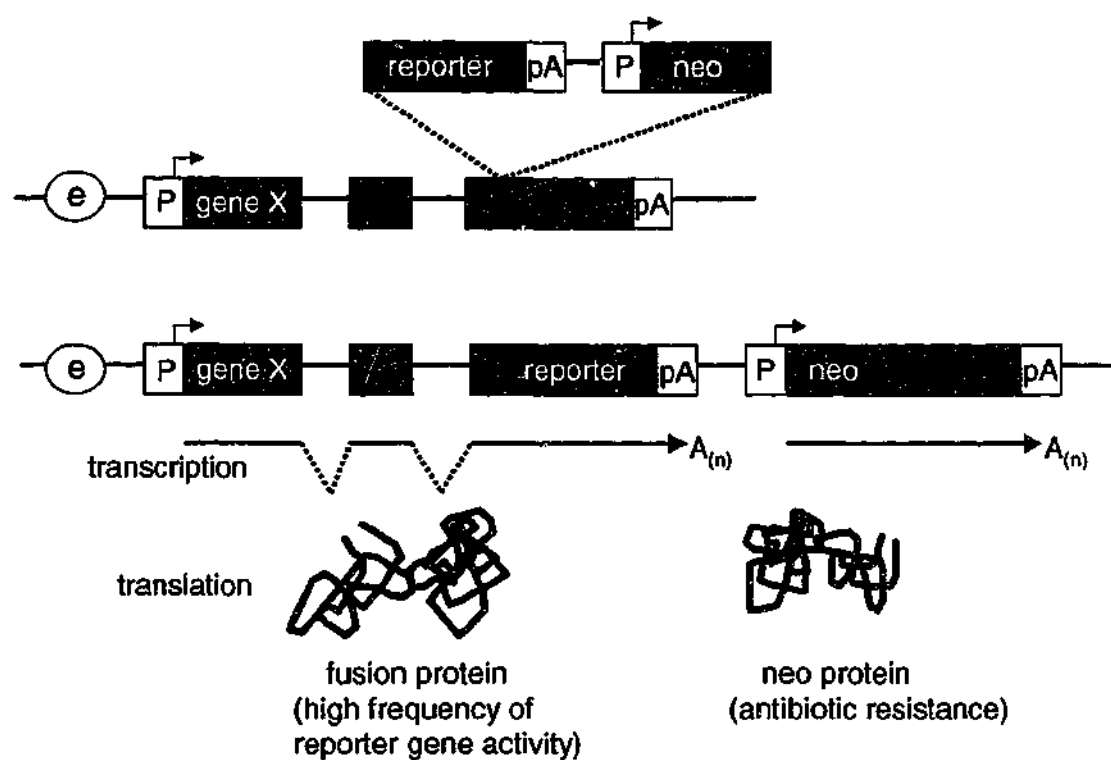 reporter pA P neo
e P gene X pA
e P gene X reporter pA P neo pA
transcription A(n) A(n)
translation
fusion protein
(high frequency of
reporter gene activity)
neo protein
(antibiotic resistance)